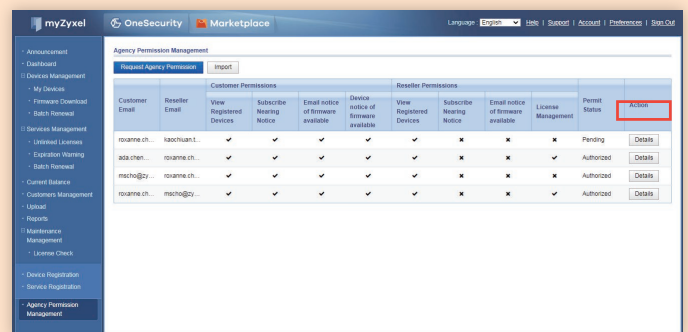 myZyxel
OneSecurity
Marketplace
Language : English
Help | Support | Account | Preferences | Sign Out
Announcement
Dashboard
Devices Management
My Devices
Firmware Download
Batch Renewal
Services Management
Unlinked Licenses
Expiration Warning
Batch Renewal
Current Balance
Customers Management
Upload
Reports
Maintenance
Management
License Check
Device Registration
Service Registration
Agency Permission
Management
Agency Permission Management
Request Agency Permission
Import
Customer Permissions
Reseller Permissions
Customer Email
Reseller Email
View Registered Devices
Subscribe Nearing Notice
Email notice of firmware available
Device notice of firmware available
View Registered Devices
Subscribe Nearing Notice
Email notice of firmware available
License Management
Permit Status
Action
roxanne.ch... kaochiuan.t... ✔ ✔ ✔ ✔ ✔ ✖ ✖ ✖ Pending Details
ada.chen... roxanne.ch... ✔ ✔ ✔ ✔ ✔ ✖ ✖ ✔ Authorized Details
mscho@zy... roxanne.ch... ✔ ✔ ✔ ✔ ✔ ✖ ✖ ✖ Authorized Details
roxanne.ch... mscho@zy... ✔ ✔ ✔ ✔ ✔ ✖ ✖ ✔ Authorized Details